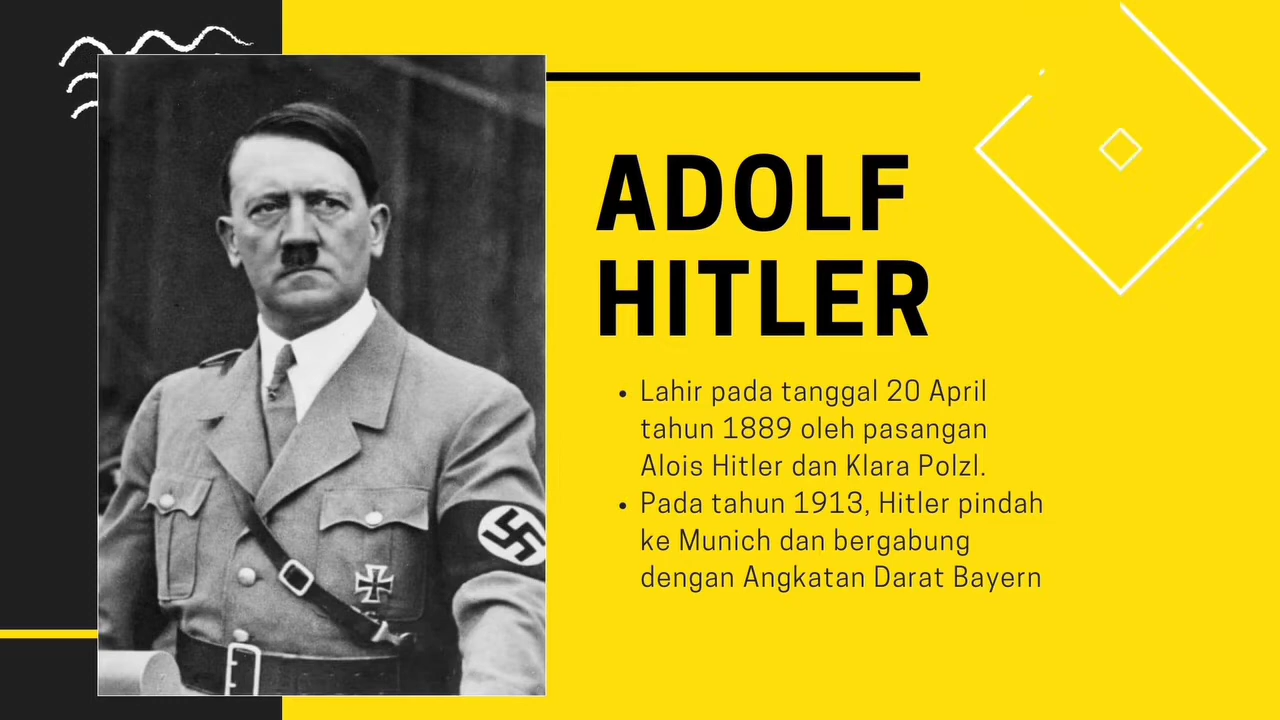 ADOLF
HITLER
• Lahir pada tanggal 20 April
tahun 1889 oleh pasangan
Alois Hitler dan Klara Polzl.
• Pada tahun 1913, Hitler pindah
ke Munich dan bergabung
dengan Angkatan Darat Bayern